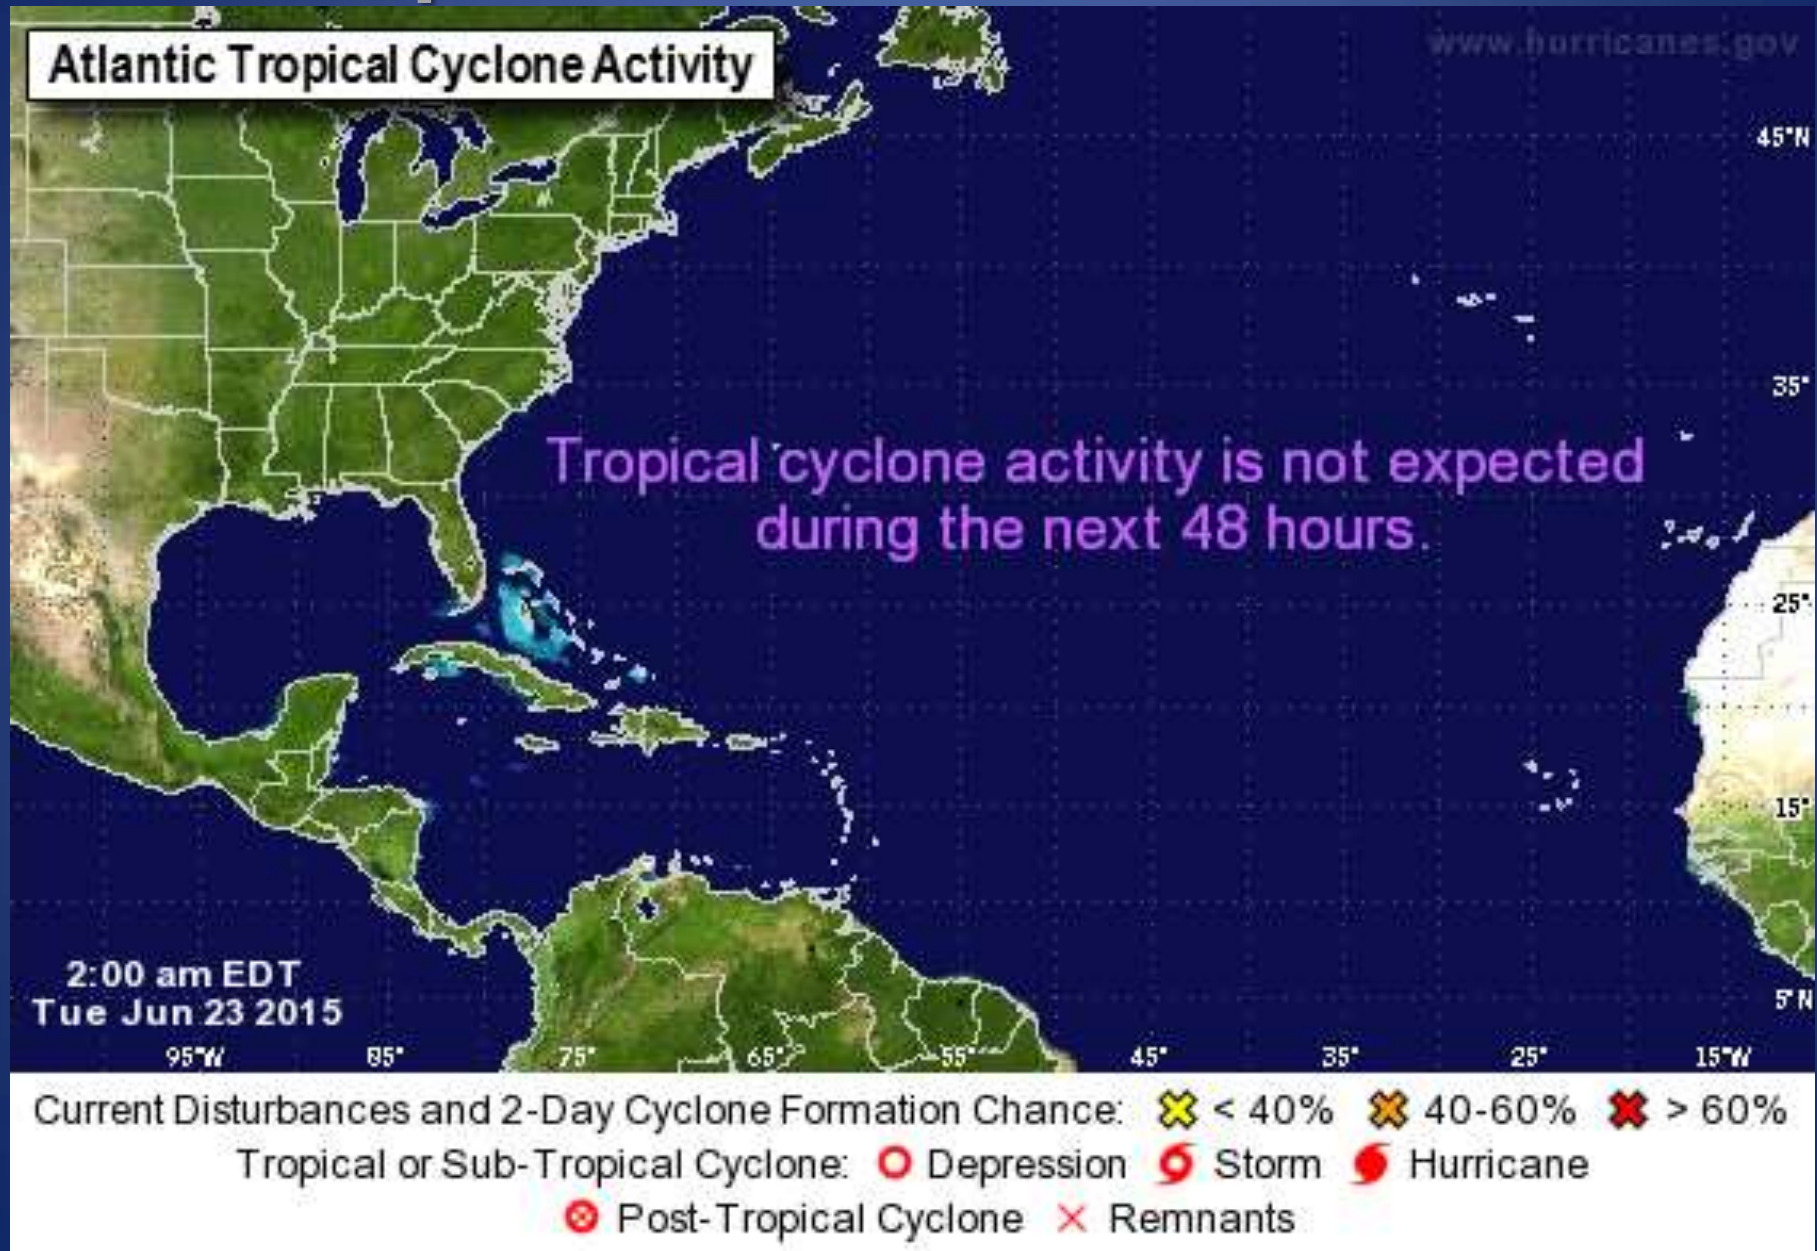 Atlantic Tropical Cyclone Activity
www.hurricanes.gov
45°N
35°
Tropical cyclone activity is not expected
during the next 48 hours.
25°
15°
2:00 am EDT
Tue Jun 23 2015
5°N
95°W 85° 75° 65° 55° 45° 35° 25° 15°W
Current Disturbances and 2-Day Cyclone Formation Chance: < 40% 40-60% > 60%
Tropical or Sub-Tropical Cyclone: Depression Storm Hurricane
Post-Tropical Cyclone Remnants